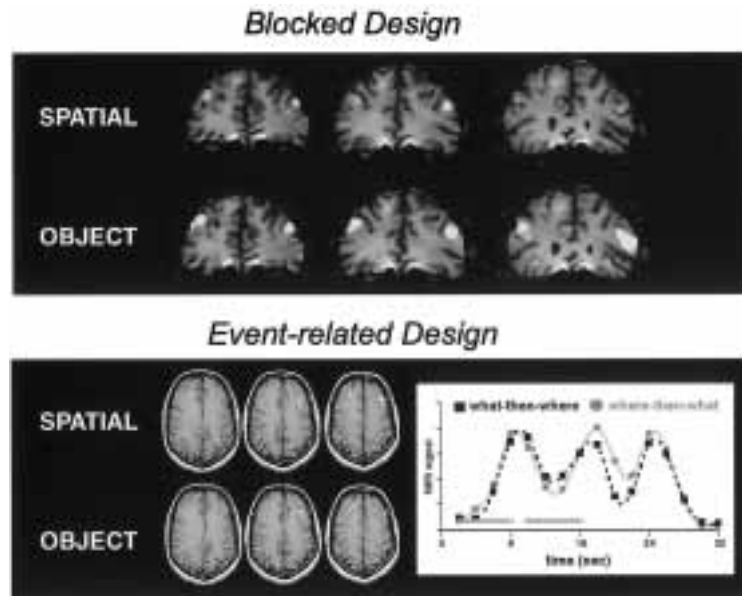 Blocked Design
SPATIAL
OBJECT
Event-related Design
SPATIAL
OBJECT
what-then-where where-then-what
time (sec)